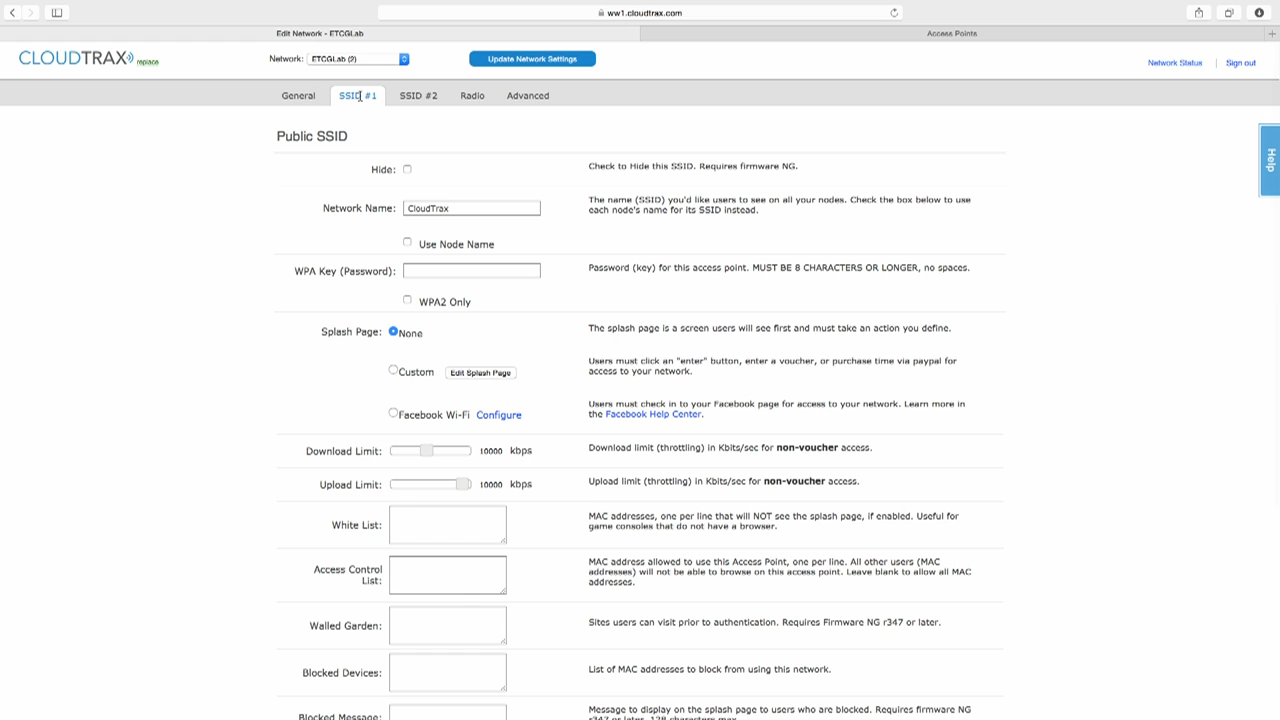 ww1.cloudtrax.com
Edit Network - ETCGLab
Access Points
CLOUDTRAX replace
Network: ETCGLab (2)
Update Network Settings
Network Status | Sign out
General
SSID #1
SSID #2
Radio
Advanced
Help
Public SSID
Hide:
Check to Hide this SSID. Requires firmware NG.
Network Name: CloudTrax
The name (SSID) you'd like users to see on all your nodes. Check the box below to use
each node's name for its SSID instead.
Use Node Name
WPA Key (Password):
Password (key) for this access point. MUST BE 8 CHARACTERS OR LONGER, no spaces.
WPA2 Only
Splash Page: None
The splash page is a screen users will see first and must take an action you define.
Custom Edit Splash Page
Users must click an "enter" button, enter a voucher, or purchase time via paypal for
access to your network.
Facebook Wi-Fi Configure
Users must check in to your Facebook page for access to your network. Learn more in
the Facebook Help Center.
Download Limit: 10000 kbps
Download limit (throttling) in Kbits/sec for non-voucher access.
Upload Limit: 10000 kbps
Upload limit (throttling) in Kbits/sec for non-voucher access.
White List:
MAC addresses, one per line that will NOT see the splash page, if enabled. Useful for
game consoles that do not have a browser.
Access Control
List:
MAC address allowed to use this Access Point, one per line. All other users (MAC
addresses) will not be able to browse on this access point. Leave blank to allow all MAC
addresses.
Walled Garden:
Sites users can visit prior to authentication. Requires Firmware NG r347 or later.
Blocked Devices:
List of MAC addresses to block from using this network.
Blocked Message:
Message to display on the splash page to users who are blocked. Requires firmware NG
r347 or later. 128 characters max.